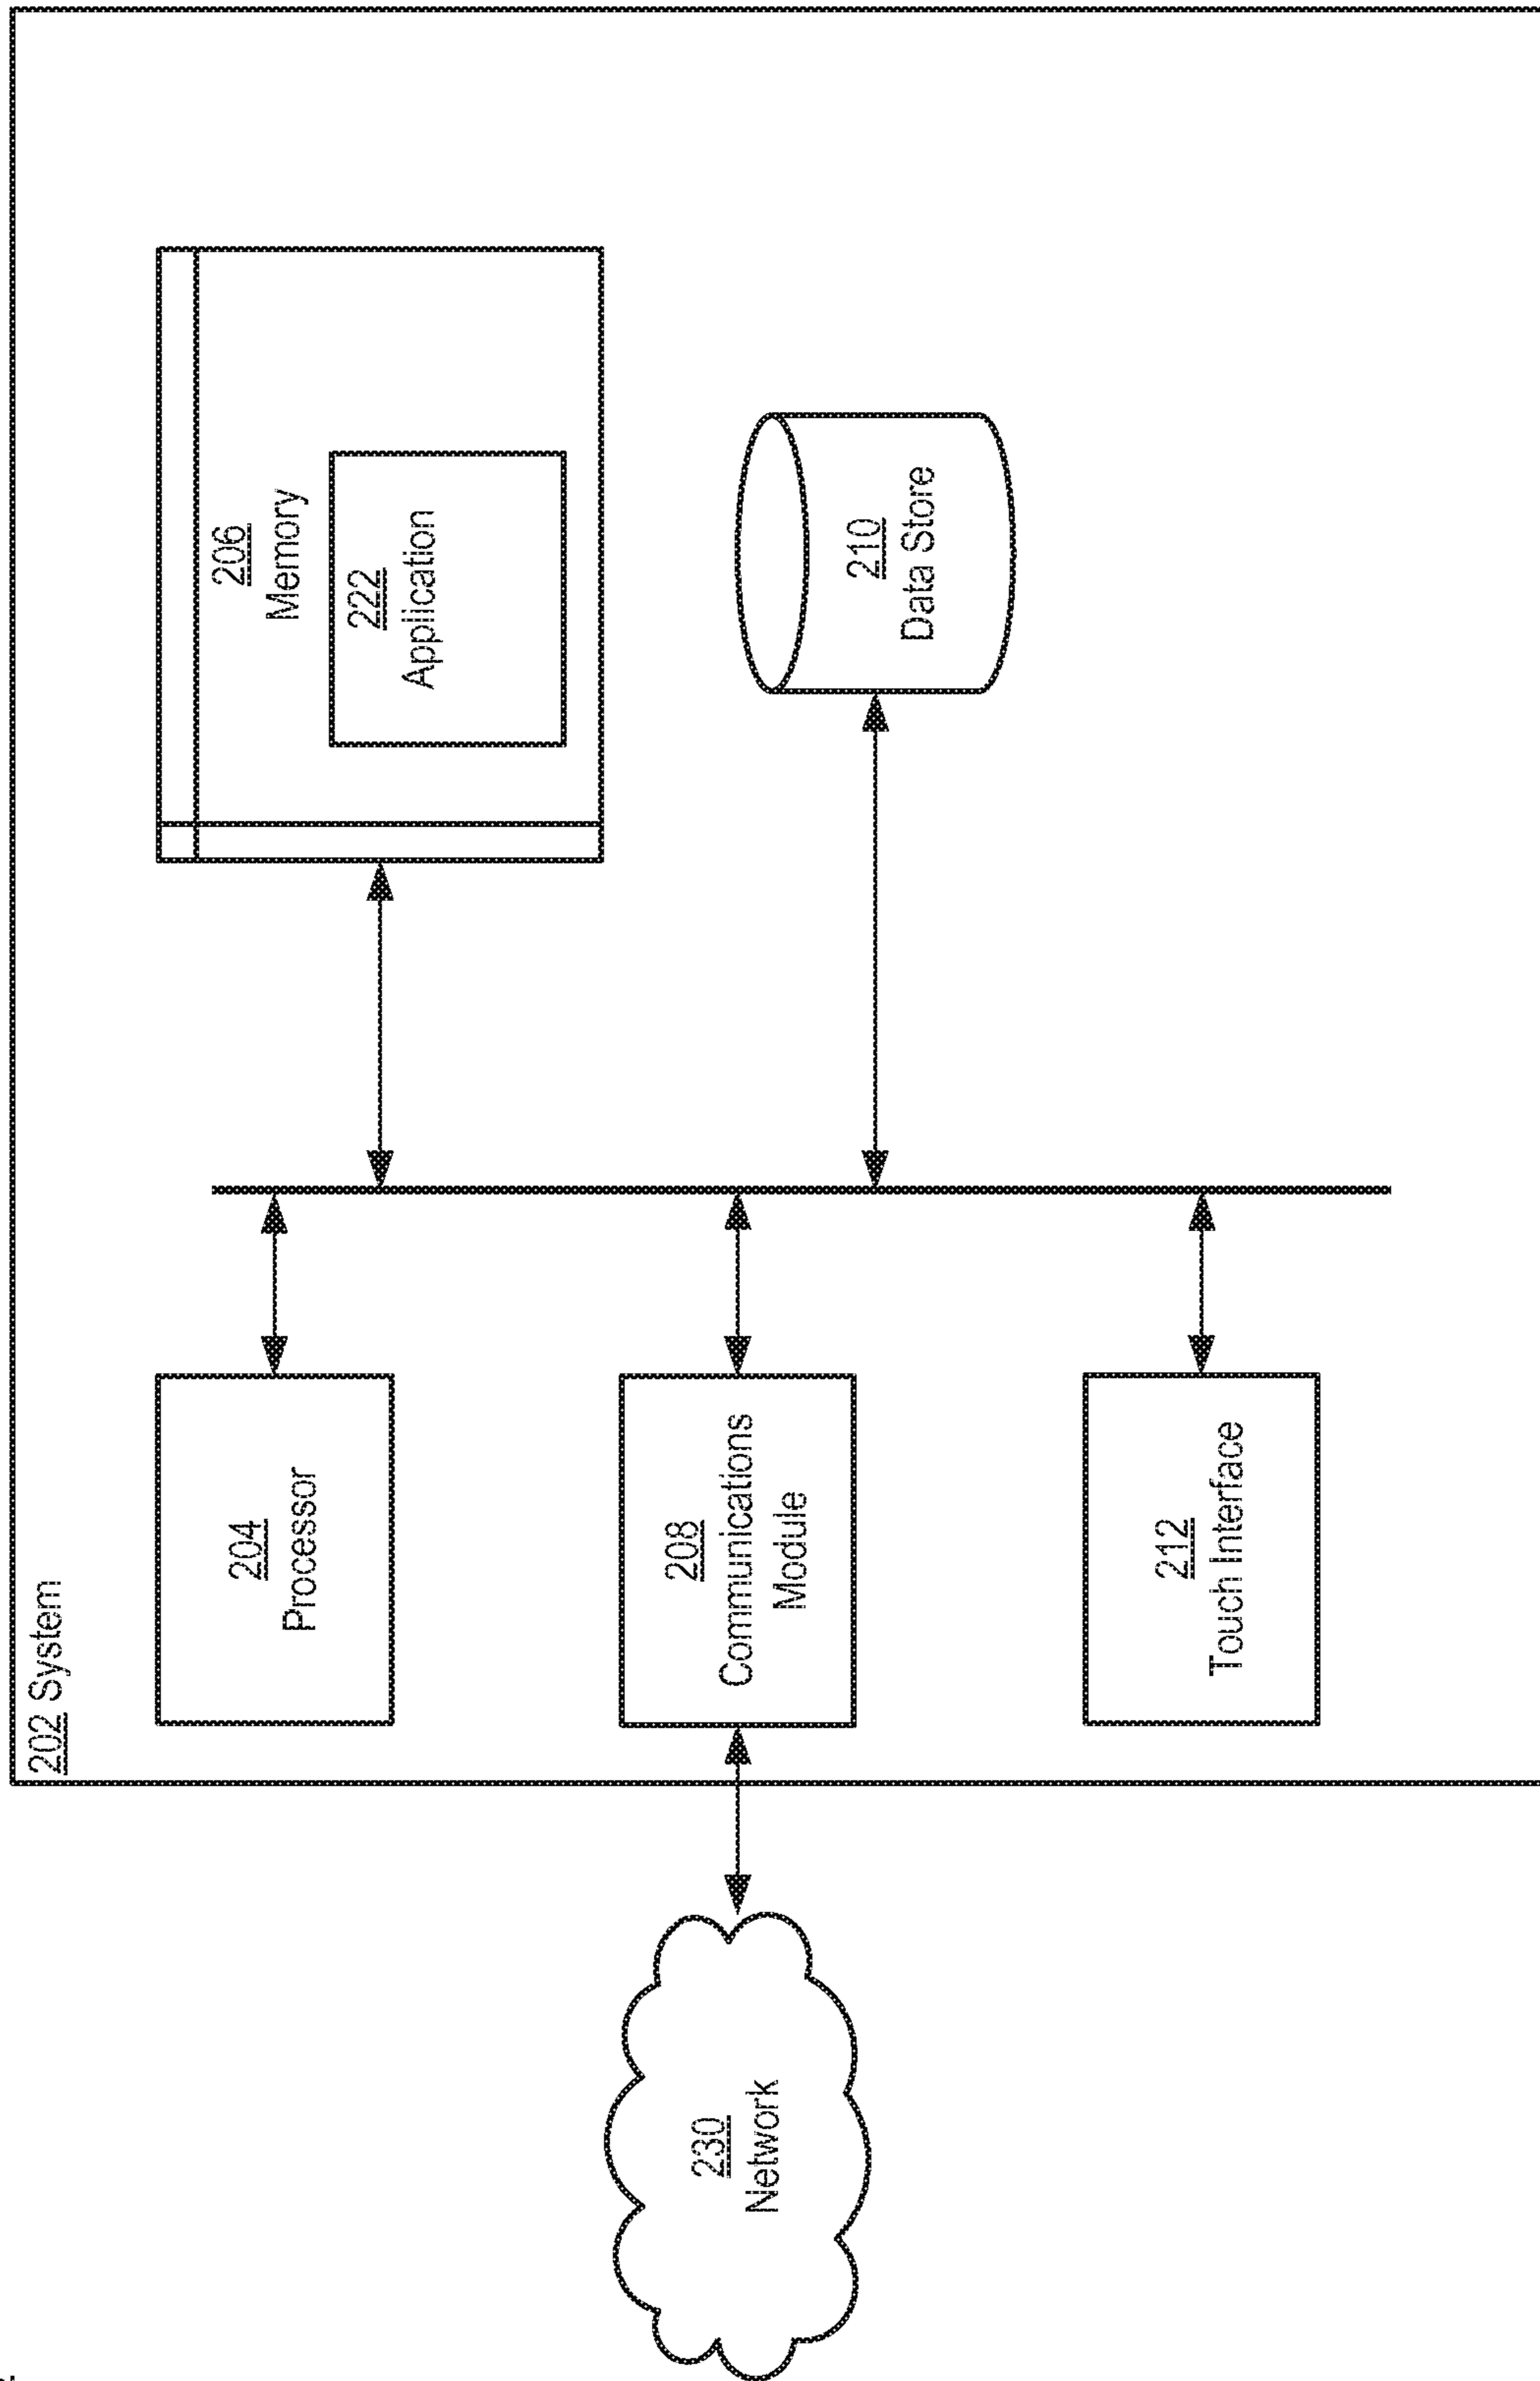 202 System
204
Processor
206
Memory
222
Application
208
Communications
Module
210
Data Store
212
Touch Interface
230
Network